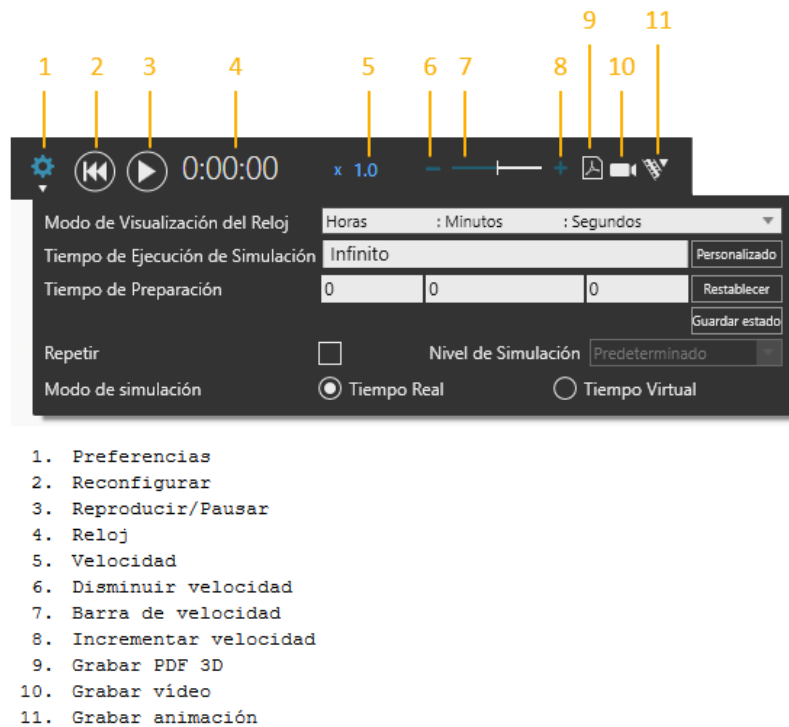 9 11
1 2 3 4 5 6 7 8 10
0:00:00 x 1.0
Modo de Visualización del Reloj Horas : Minutos : Segundos
Tiempo de Ejecución de Simulación Infinito Personalizado
Tiempo de Preparación 0 0 0 Restablecer
Guardar estado
Repetir Nivel de Simulación Predeterminado
Modo de simulación Tiempo Real Tiempo Virtual
1. Preferencias
2. Reconfigurar
3. Reproducir/Pausar
4. Reloj
5. Velocidad
6. Disminuir velocidad
7. Barra de velocidad
8. Incrementar velocidad
9. Grabar PDF 3D
10. Grabar vídeo
11. Grabar animación